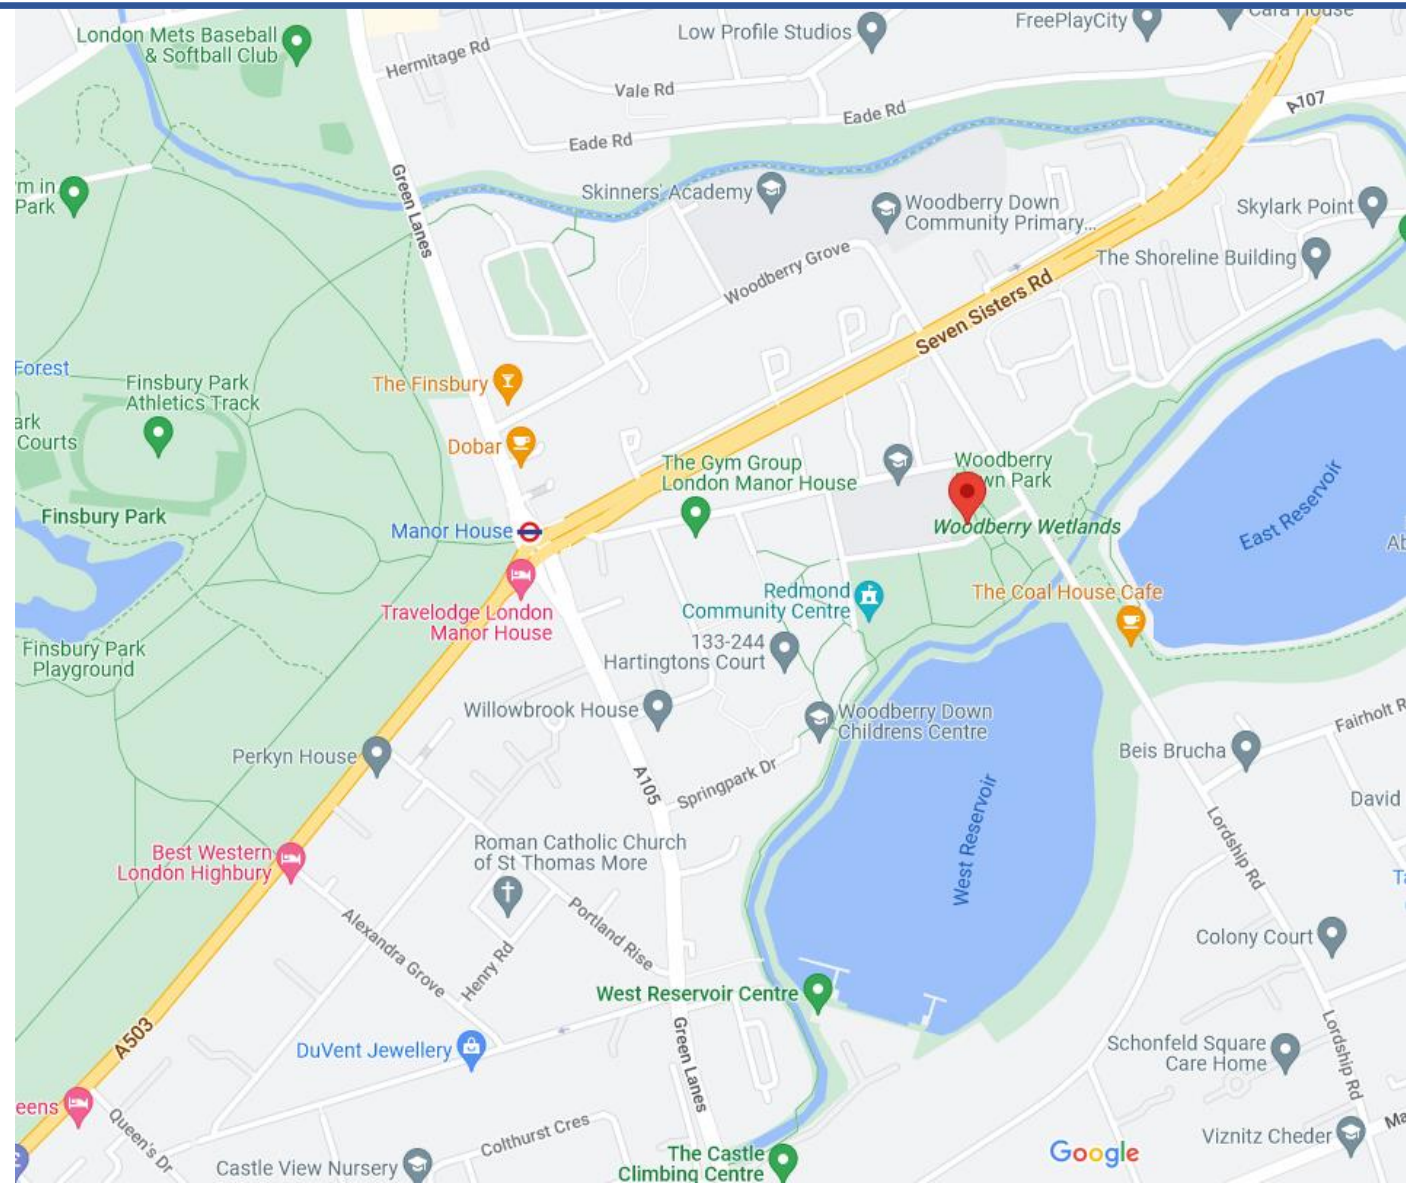 London Mets Baseball
& Softball Club
Hermitage Rd
Low Profile Studios
FreePlayCity
Cara House
Vale Rd
Eade Rd
Eade Rd
A107
m in
Park
Green Lanes
Skinners' Academy
Woodberry Down
Community Primary...
Skylark Point
The Shoreline Building
Woodberry Grove
Seven Sisters Rd
Forest
Finsbury Park
Athletics Track
ark
Courts
The Finsbury
Dobar
The Gym Group
London Manor House
Woodberry
Down Park
Woodberry Wetlands
East Reservoir
Finsbury Park
Manor House
Ab
Travelodge London
Manor House
Redmond
Community Centre
The Coal House Cafe
133-244
Hartingtons Court
Finsbury Park
Playground
Willowbrook House
Woodberry Down
Childrens Centre
Fairholt R
Perkyn House
Beis Brucha
A105
Springpark Dr
West Reservoir
David
Lordship Rd
Best Western
London Highbury
Roman Catholic Church
of St Thomas More
Ta
Alexandra Grove
Henry Rd
Portland Rise
Colony Court
West Reservoir Centre
A503
DuVent Jewellery
Green Lanes
Schonfeld Square
Care Home
Lordship Rd
eens
Queen's Dr
Colthurst Cres
Castle View Nursery
The Castle
Climbing Centre
Google
Viznitz Cheder
Ma